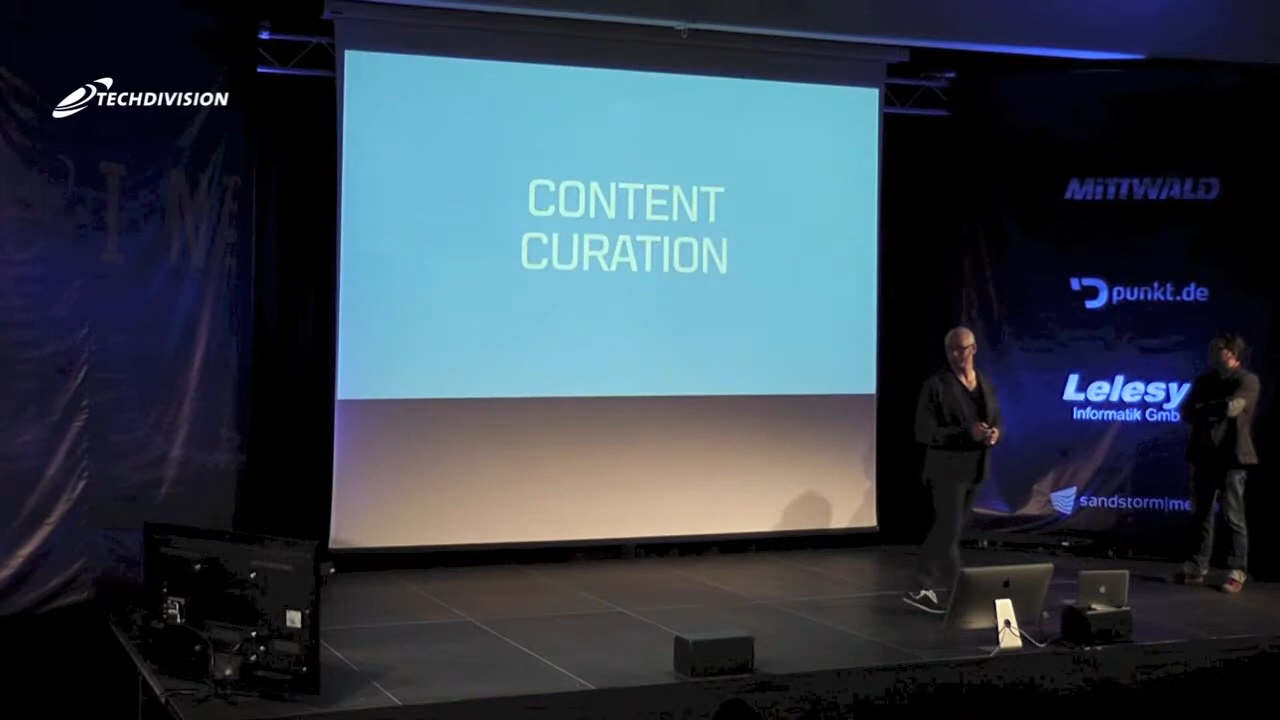 TECHDIVISION
CONTENT
CURATION
MITTWALD
punkt.de
Lelesy
Informatik Gmb
sandstorm|me